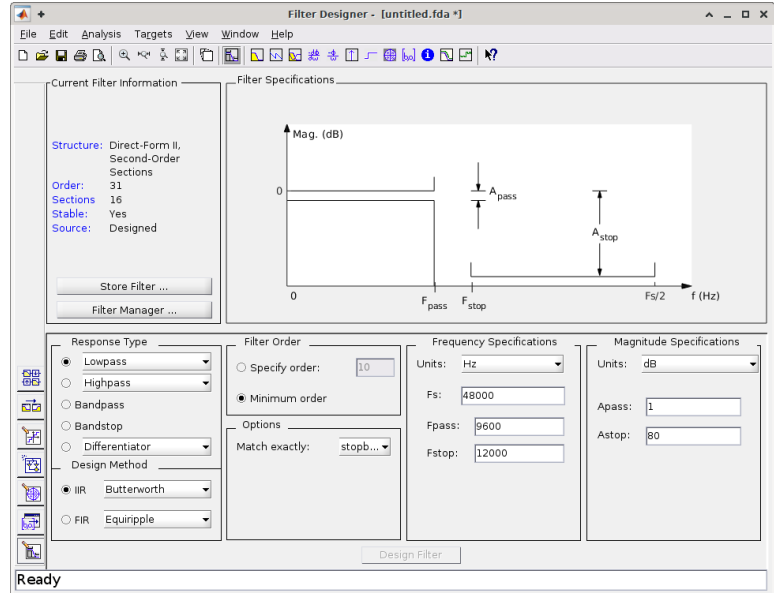 Filter Designer - [untitled.fda *]
File Edit Analysis Targets View Window Help
Current Filter Information
Structure: Direct-Form II,
Second-Order
Sections
Order: 31
Sections 16
Stable: Yes
Source: Designed
Store Filter ...
Filter Manager ...
Filter Specifications
Mag. (dB)
0
Apass
Astop
0
Fpass
Fstop
Fs/2
f (Hz)
Response Type
Lowpass
Highpass
Bandpass
Bandstop
Differentiator
Design Method
IIR Butterworth
FIR Equiripple
Filter Order
Specify order: 10
Minimum order
Options
Match exactly: stopb...
Frequency Specifications
Units: Hz
Fs: 48000
Fpass: 9600
Fstop: 12000
Magnitude Specifications
Units: dB
Apass: 1
Astop: 80
Design Filter
Ready